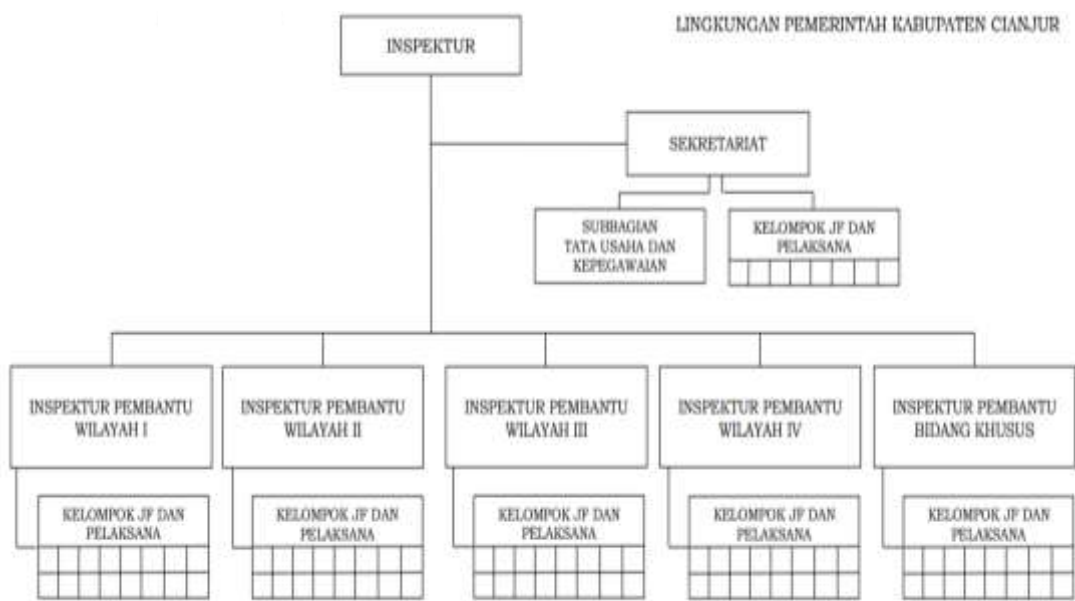 LINGKUNGAN PEMERINTAH KABUPATEN CIANJUR
INSPEKTUR
SEKRETARIAT
SUBBAGIAN
TATA USAHA DAN
KEPEGAWAIAN
KELOMPOK JF DAN
PELAKSANA
INSPEKTUR PEMBANTU
WILAYAH I
INSPEKTUR PEMBANTU
WILAYAH II
INSPEKTUR PEMBANTU
WILAYAH III
INSPEKTUR PEMBANTU
WILAYAH IV
INSPEKTUR PEMBANTU
BIDANG KHUSUS
KELOMPOK JF DAN
PELAKSANA
KELOMPOK JF DAN
PELAKSANA
KELOMPOK JF DAN
PELAKSANA
KELOMPOK JF DAN
PELAKSANA
KELOMPOK JF DAN
PELAKSANA